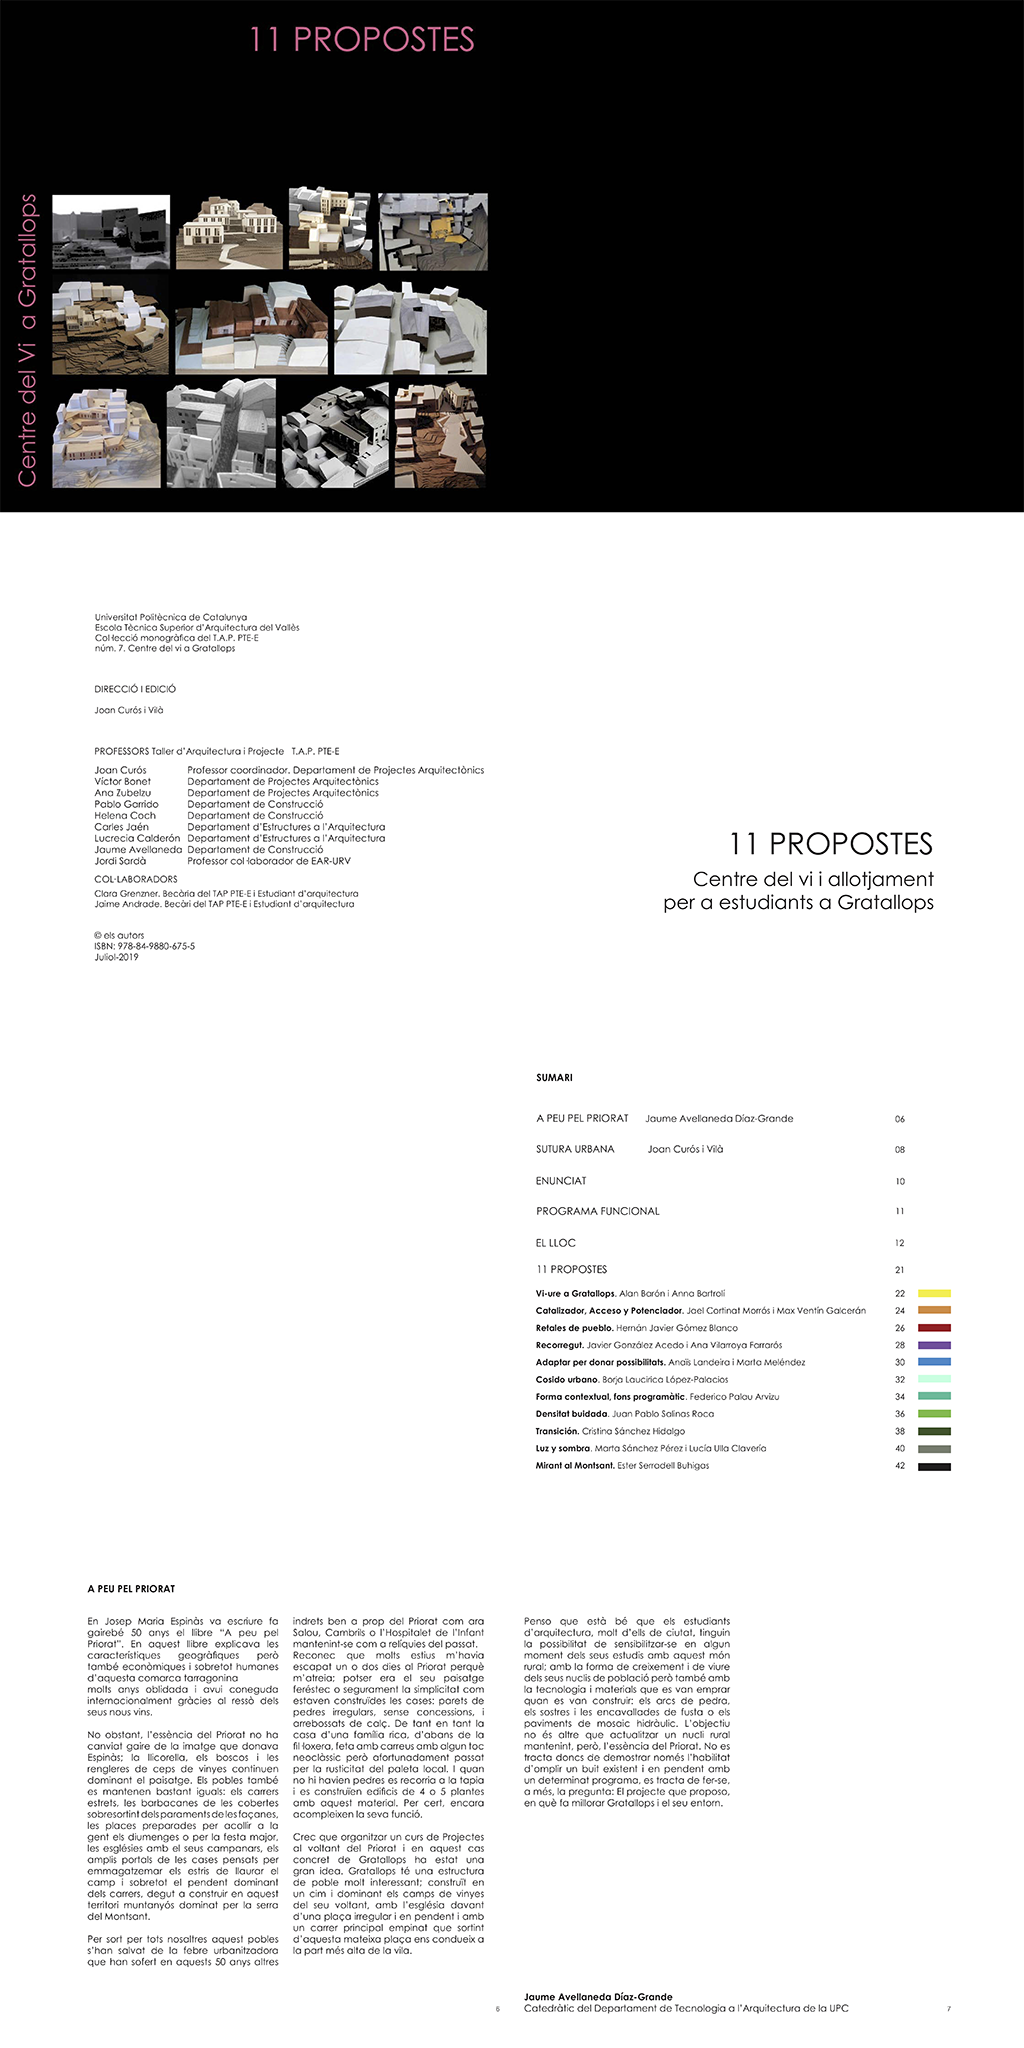 11 PROPOSTES
Centre del Vi a Gratallops
Universitat Politècnica de Catalunya
Escola Tècnica Superior d'Arquitectura del Vallès
Col·lecció monogràfica del T.A.P. PTE-E
núm. 7. Centre del vi a Gratallops
DIRECCIÓ I EDICIÓ
Joan Curós i Vilà
PROFESSORS Taller d'Arquitectura i Projecte T.A.P. PTE-E
Joan Curós Professor coordinador. Departament de Projectes Arquitectònics
Víctor Bonet Departament de Projectes Arquitectònics
Ana Zubelzu Departament de Projectes Arquitectònics
Pablo Garrido Departament de Construcció
Helena Coch Departament de Construcció
Carles Jaén Departament d'Estructures a l'Arquitectura
Lucrecia Calderón Departament d'Estructures a l'Arquitectura
Jaume Avellaneda Departament de Construcció
Jordi Sardà Professor col·laborador de EAR-URV
COL·LABORADORS
Clara Grenzner. Becària del TAP PTE-E i Estudiant d'arquitectura
Jaime Andrade. Becàri del TAP PTE-E i Estudiant d'arquitectura
© els autors
ISBN: 978-84-9880-675-5
Juliol-2019
11 PROPOSTES
Centre del vi i allotjament
per a estudiants a Gratallops
SUMARI
A PEU PEL PRIORAT Jaume Avellaneda Díaz-Grande 06
SUTURA URBANA Joan Curós i Vilà 08
ENUNCIAT 10
PROGRAMA FUNCIONAL 11
EL LLOC 12
11 PROPOSTES 21
Vi-ure a Gratallops. Alan Barón i Anna Bartrolí 22
Catalizador, Acceso y Potenciador. Jael Cortinat Morrós i Max Ventín Galcerán 24
Retales de pueblo. Hernán Javier Gómez Blanco 26
Recorregut. Javier González Acedo i Ana Vilarroya Farrarós 28
Adaptar per donar possibilitats. Anaïs Landeira i Marta Meléndez 30
Cosido urbano. Borja Laucirica López-Palacios 32
Forma contextual, fons programàtic. Federico Palau Arvizu 34
Densitat buidada. Juan Pablo Salinas Roca 36
Transición. Cristina Sánchez Hidalgo 38
Luz y sombra. Marta Sánchez Pérez i Lucía Ulla Clavería 40
Mirant al Montsant. Ester Serradell Buhigas 42
A PEU PEL PRIORAT
En Josep Maria Espinàs va escriure fa
gairebé 50 anys el llibre "A peu pel
Priorat". En aquest llibre explicava les
característiques geogràfiques però
també econòmiques i sobretot humanes
d'aquesta comarca tarragonina
molts anys oblidada i avui coneguda
internacionalment gràcies al ressò dels
seus nous vins.
No obstant, l'essència del Priorat no ha
canviat gaire de la imatge que donava
Espinàs; la llicorella, els boscos i les
rengleres de ceps de vinyes continuen
dominant el paisatge. Els pobles també
es mantenen bastant iguals: els carrers
estrets, les barbacanes de les cobertes
sobresortint dels paraments de les façanes,
les places preparades per acollir a la
gent els diumenges o per la festa major,
les esglésies amb el seus campanars, els
amplis portals de les cases pensats per
emmagatzemar els estris de llaurar el
camp i sobretot el pendent dominant
dels carrers, degut a construir en aquest
territori muntanyós dominat per la serra
del Montsant.
Per sort per tots nosaltres aquest pobles
s'han salvat de la febre urbanitzadora
que han sofert en aquests 50 anys altres
indrets ben a prop del Priorat com ara
Salou, Cambrils o l'Hospitalet de l'Infant
mantenint-se com a relíquies del passat.
Reconec que molts estius m'havia
escapat un o dos dies al Priorat perquè
m'atreia; potser era el seu paisatge
feréstec o segurament la simplicitat com
estaven construïdes les cases: parets de
pedres irregulars, sense concessions, i
arrebossats de calç. De tant en tant la
casa d'una família rica, d'abans de la
fil·loxera, feta amb carreus amb algun toc
neoclàssic però afortunadament passat
per la rusticitat del paleta local. I quan
no hi havien pedres es recorria a la tapia
i es construïen edificis de 4 o 5 plantes
amb aquest material. Per cert, encara
acompleixen la seva funció.
Crec que organitzar un curs de Projectes
al voltant del Priorat i en aquest cas
concret de Gratallops ha estat una
gran idea. Gratallops té una estructura
de poble molt interessant; construït en
un cim i dominant els camps de vinyes
del seu voltant, amb l'església davant
d'una plaça irregular i en pendent i amb
un carrer principal empinat que sortint
d'aquesta mateixa plaça ens condueix a
la part més alta de la vila.
Penso que està bé que els estudiants
d'arquitectura, molt d'ells de ciutat, tinguin
la possibilitat de sensibilitzar-se en algun
moment dels seus estudis amb aquest món
rural; amb la forma de creixement i de viure
dels seus nuclis de població però també amb
la tecnologia i materials que es van emprar
quan es van construir: els arcs de pedra,
els sostres i les encavallades de fusta o els
paviments de mosaic hidràulic. L'objectiu
no és altre que actualitzar un nucli rural
mantenint, però, l'essència del Priorat. No es
tracta doncs de demostrar només l'habilitat
d'omplir un buit existent i en pendent amb
un determinat programa, es tracta de fer-se,
a més, la pregunta: El projecte que proposo,
en què fa millorar Gratallops i el seu entorn.
Jaume Avellaneda Díaz-Grande
Catedràtic del Departament de Tecnologia a l'Arquitectura de la UPC
6
7